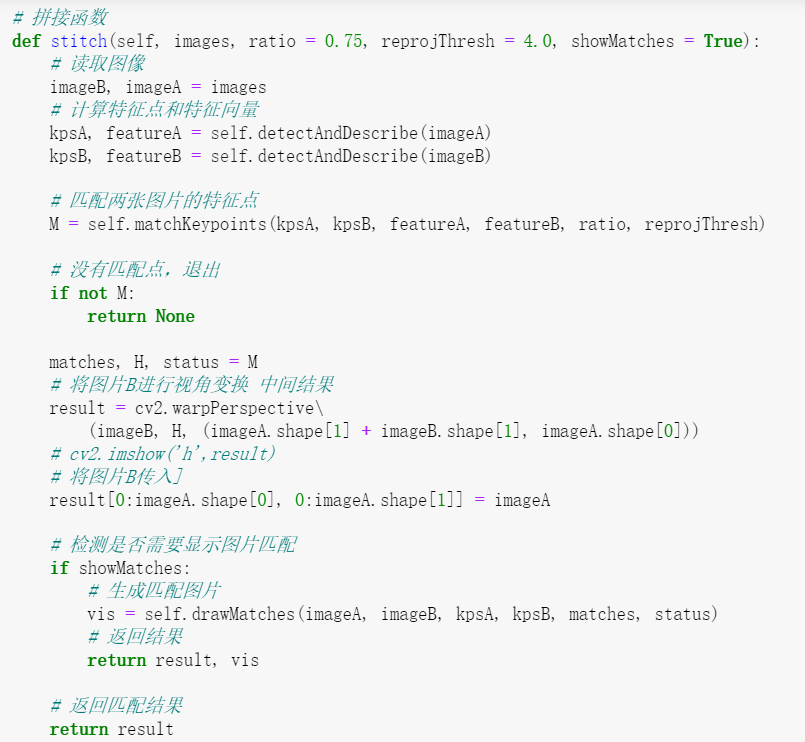 # 拼接函数
def stitch(self, images, ratio = 0.75, reprojThresh = 4.0, showMatches = True):
    # 读取图像
    imageB, imageA = images
    # 计算特征点和特征向量
    kpsA, featureA = self.detectAndDescribe(imageA)
    kpsB, featureB = self.detectAndDescribe(imageB)

    # 匹配两张图片的特征点
    M = self.matchKeypoints(kpsA, kpsB, featureA, featureB, ratio, reprojThresh)

    # 没有匹配点，退出
    if not M:
        return None

    matches, H, status = M
    # 将图片B进行视角变换 中间结果
    result = cv2.warpPerspective\
        (imageB, H, (imageA.shape[1] + imageB.shape[1], imageA.shape[0]))
    # cv2.imshow('h',result)
    # 将图片B传入]
    result[0:imageA.shape[0], 0:imageA.shape[1]] = imageA

    # 检测是否需要显示图片匹配
    if showMatches:
        # 生成匹配图片
        vis = self.drawMatches(imageA, imageB, kpsA, kpsB, matches, status)
        # 返回结果
        return result, vis

    # 返回匹配结果
    return result